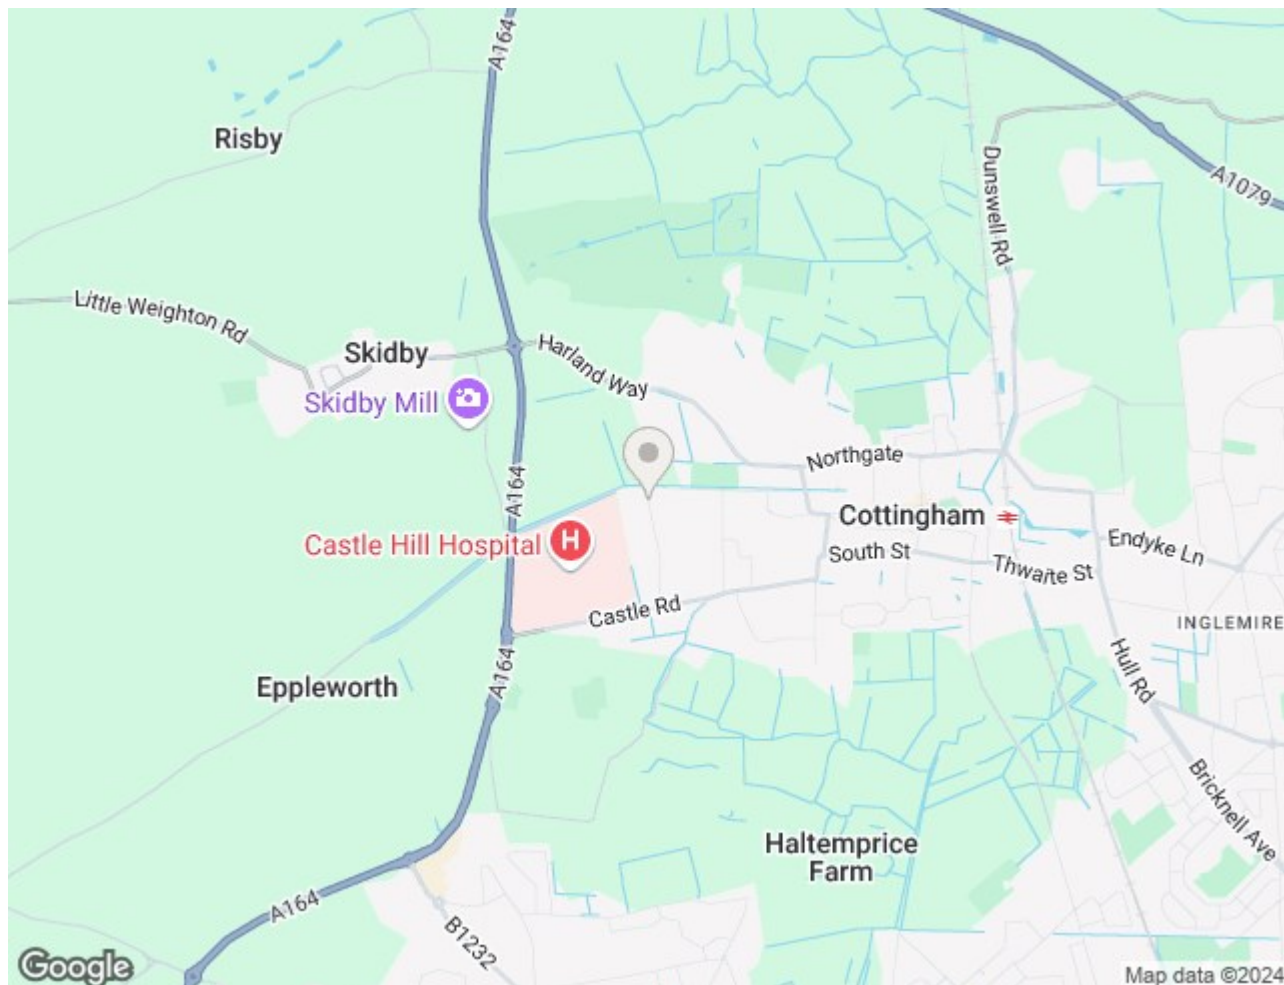 A164
Risby
Dunswell Rd
A1079
Little Weighton Rd
Skidby
Harland Way
Skidby Mill
Northgate
A164
Cottingham
Castle Hill Hospital
H
South St
Endyke Ln
Thwaite St
Castle Rd
INGLEMIRE
Hull Rd
A164
Eppleworth
Bricknell Ave
Haltemprice
Farm
A164
B1232
Google
Map data ©2024